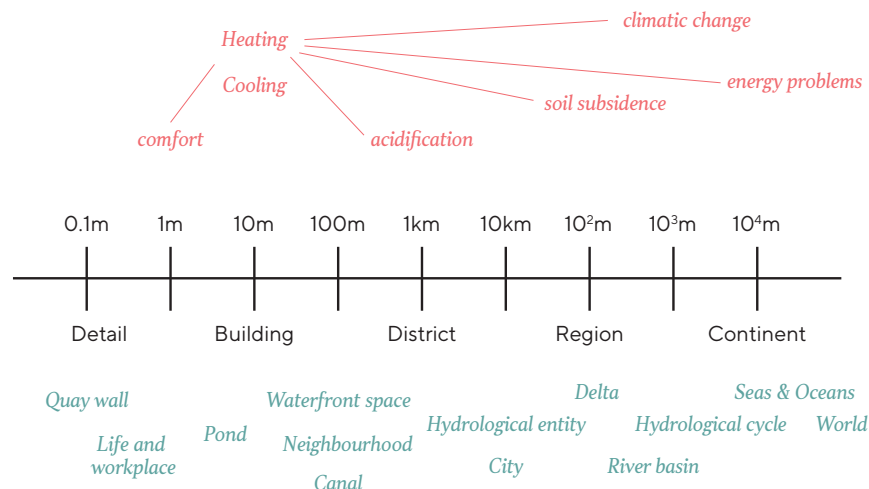 climatic change
Heating
energy problems
Cooling
soil subsidence
comfort
acidification
0.1m 1m 10m 100m 1km 10km 10²m 10³m 10⁴m
Detail Building District Region Continent
Delta Seas & Oceans
Quay wall Waterfront space
Hydrological entity Hydrological cycle World
Pond
Life and
workplace
Neighbourhood
City River basin
Canal